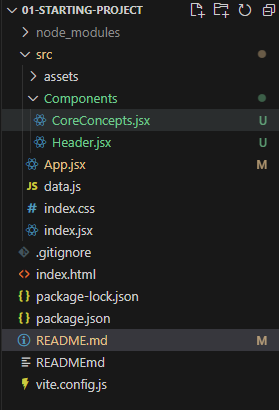 01-STARTING-PROJECT
node_modules
src
assets
Components
CoreConcepts.jsx U
Header.jsx U
App.jsx M
JS data.js
# index.css
index.jsx
.gitignore
<> index.html
{} package-lock.json
{} package.json
README.md M
READMEmd
vite.config.js